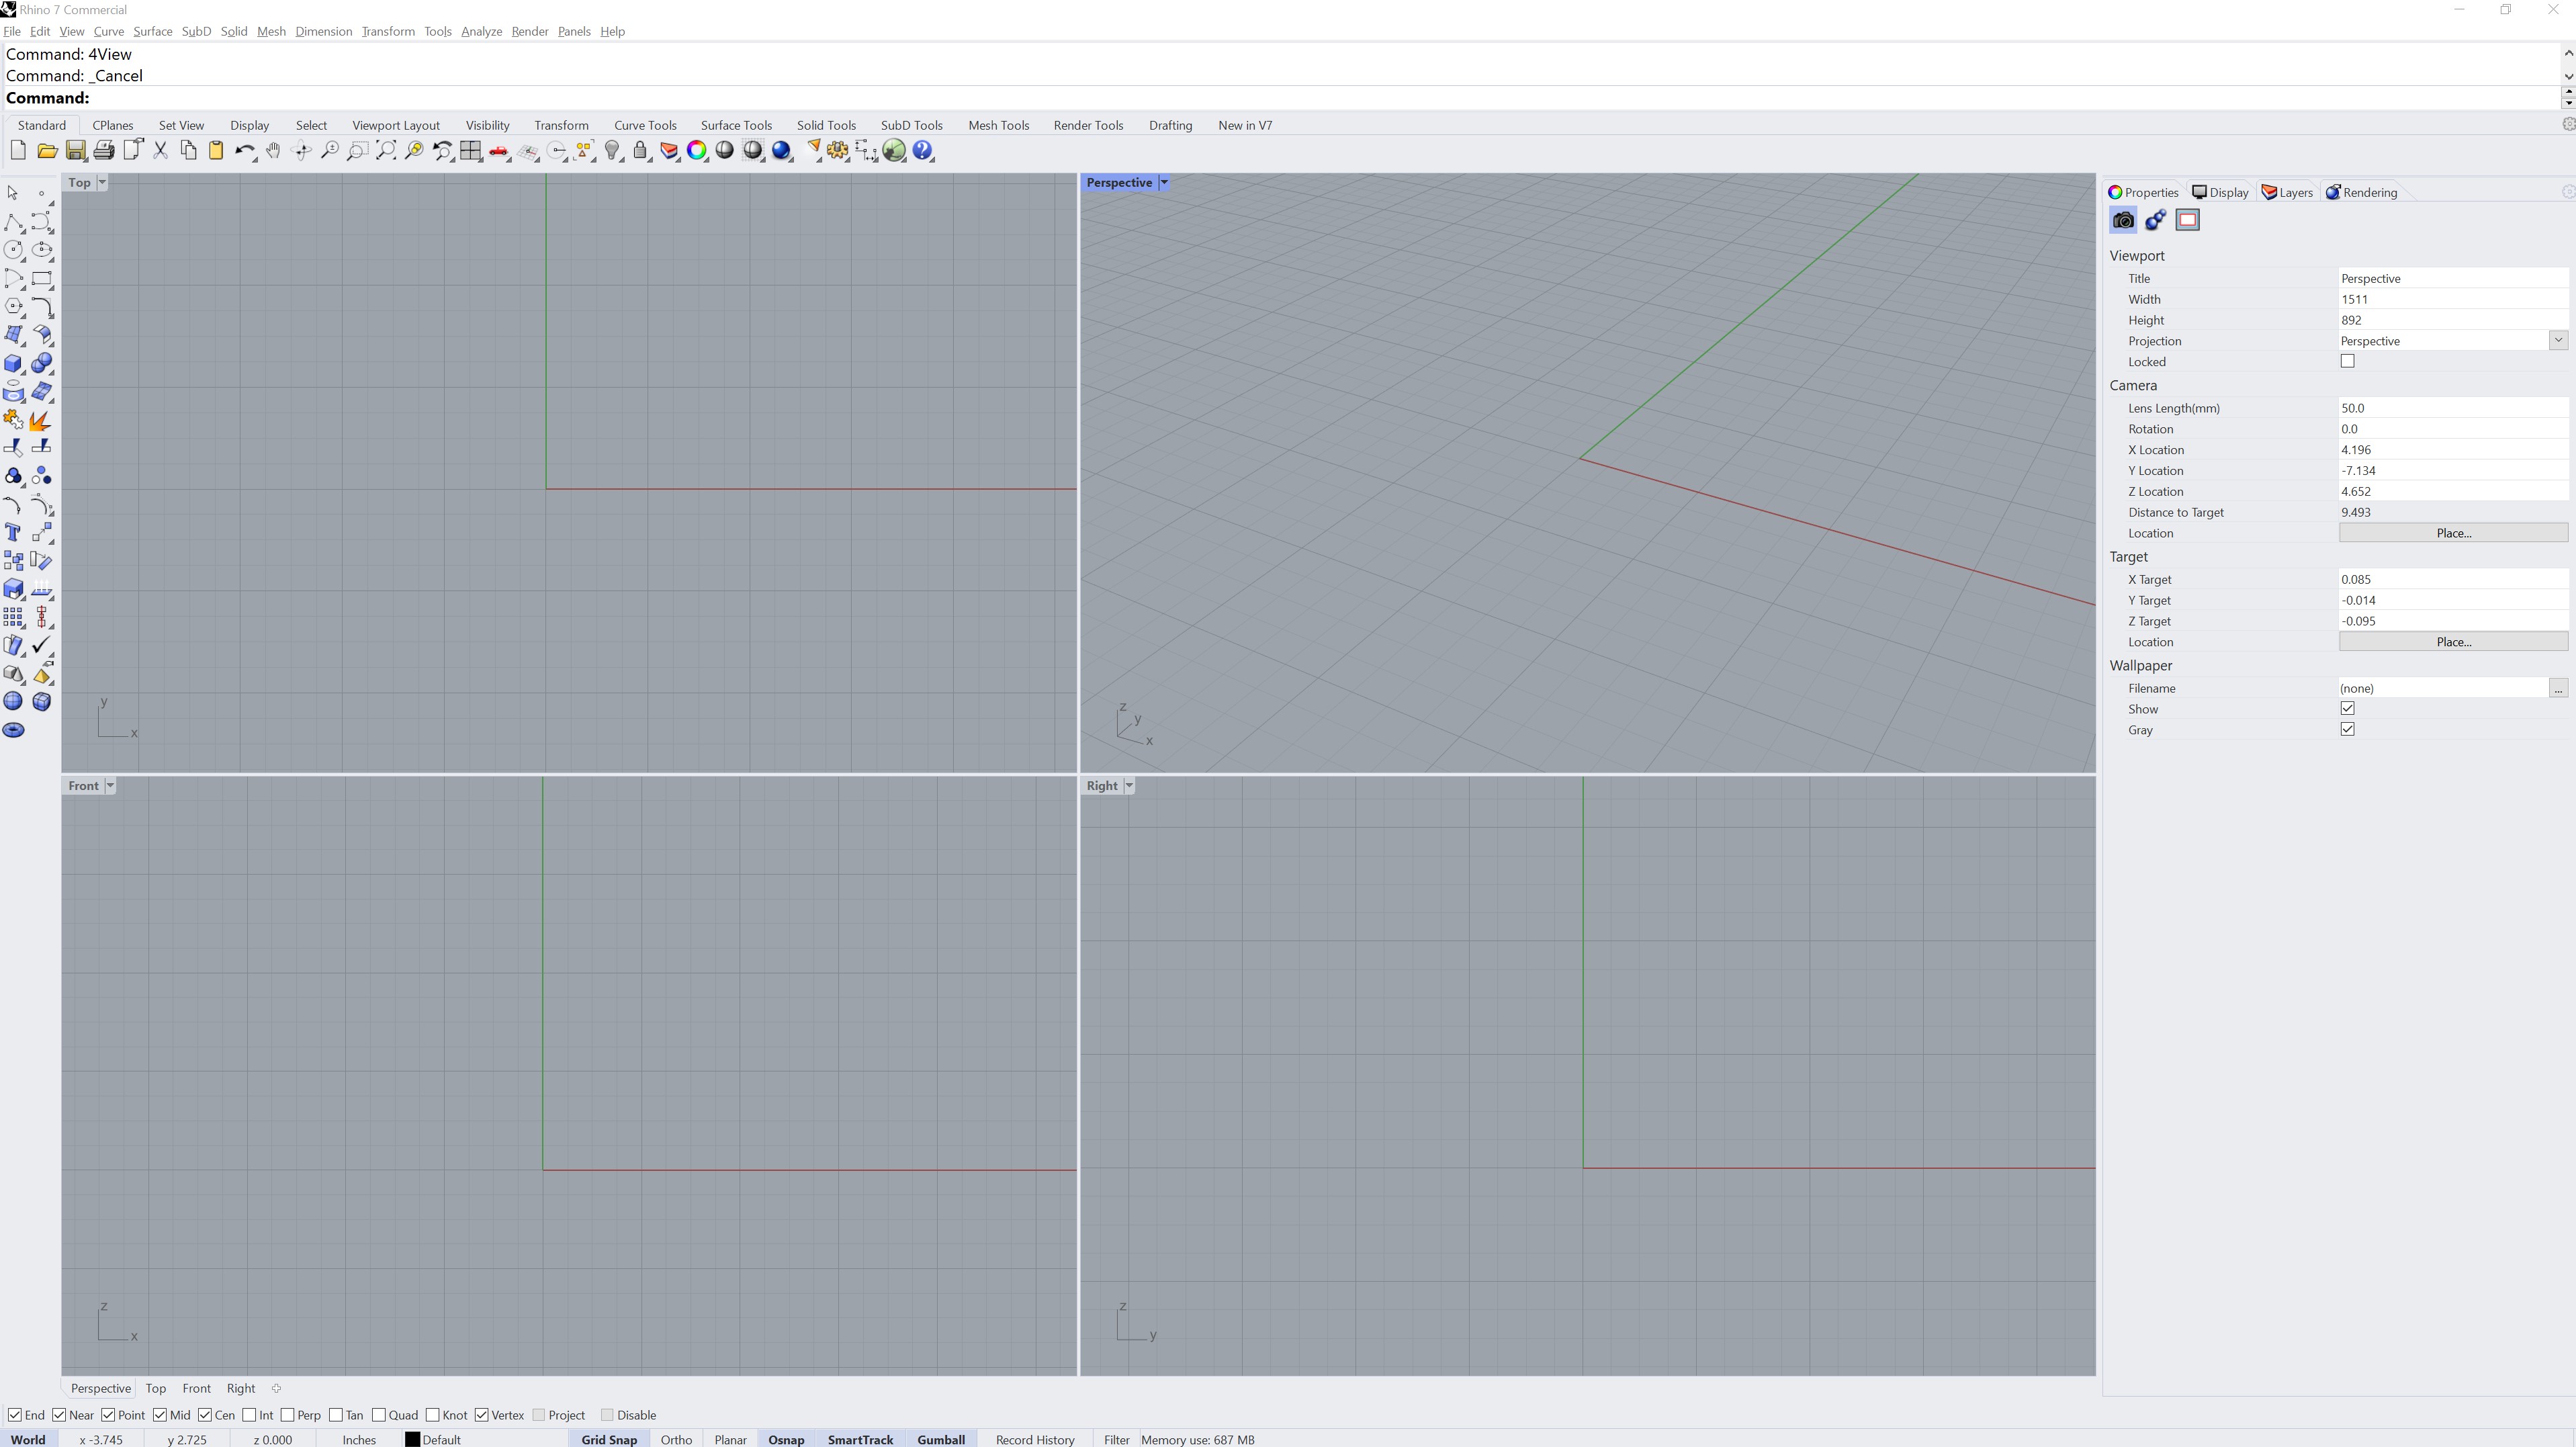 Rhino 7 Commercial
File Edit View Curve Surface SubD Solid Mesh Dimension Transform Tools Analyze Render Panels Help
Command: 4View
Command: _Cancel
Command:
Standard CPlanes Set View Display Select Viewport Layout Visibility Transform Curve Tools Surface Tools Solid Tools SubD Tools Mesh Tools Render Tools Drafting New in V7
Top
Perspective
Properties Display Layers Rendering
Viewport
Title Perspective
Width 1511
Height 892
Projection Perspective
Locked
Camera
Lens Length(mm) 50.0
Rotation 0.0
X Location 4.196
Y Location -7.134
Z Location 4.652
Distance to Target 9.493
Location Place...
Target
X Target 0.085
Y Target -0.014
Z Target -0.095
Location Place...
Wallpaper
Filename (none) ...
Show
Gray
y
x
z
y
x
Front
Right
z
x
z
y
Perspective Top Front Right
End Near Point Mid Cen Int Perp Tan Quad Knot Vertex Project Disable
World x -3.745 y 2.725 z 0.000 Inches Default Grid Snap Ortho Planar Osnap SmartTrack Gumball Record History Filter Memory use: 687 MB